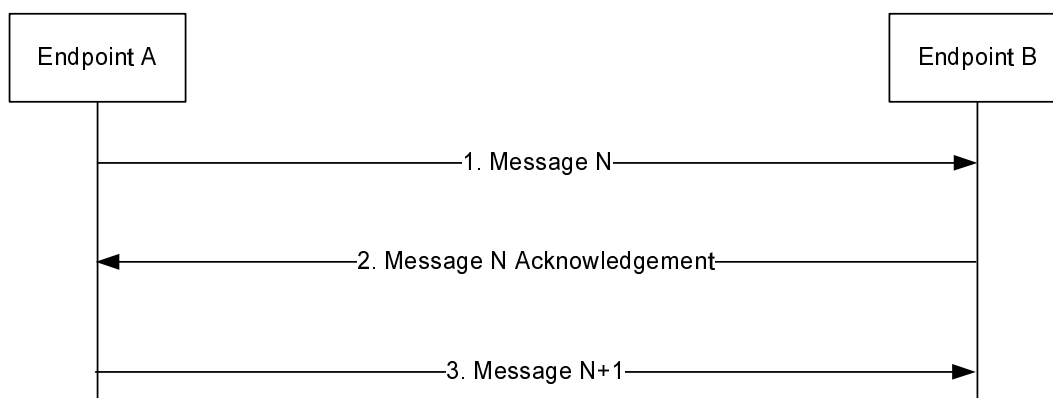 Endpoint A
Endpoint B
1. Message N
2. Message N Acknowledgement
3. Message N+1